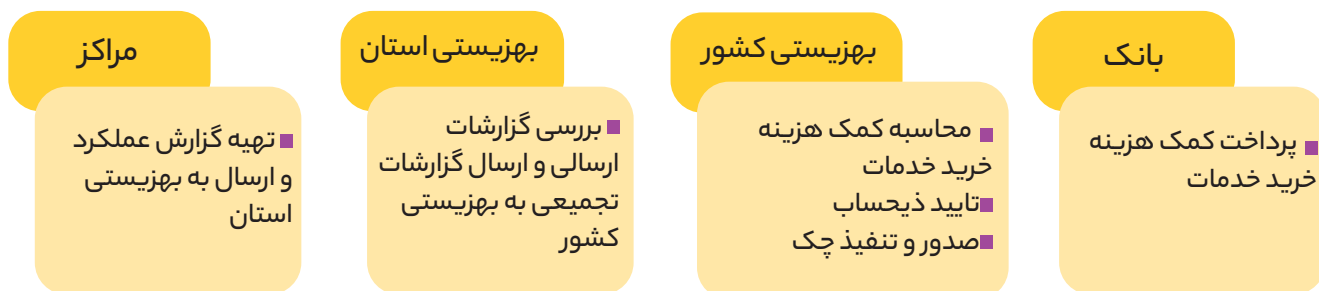 بانک
پرداخت کمک هزینه
خرید خدمات
بهزیستی کشور
محاسبه کمک هزینه
خرید خدمات
تایید ذیحساب
صدور و تنفیذ چک
بهزیستی استان
بررسی گزارشات
ارسالی و ارسال گزارشات
تجمیعی به بهزیستی
کشور
مراکز
تهیه گزارش عملکرد
و ارسال به بهزیستی
استان